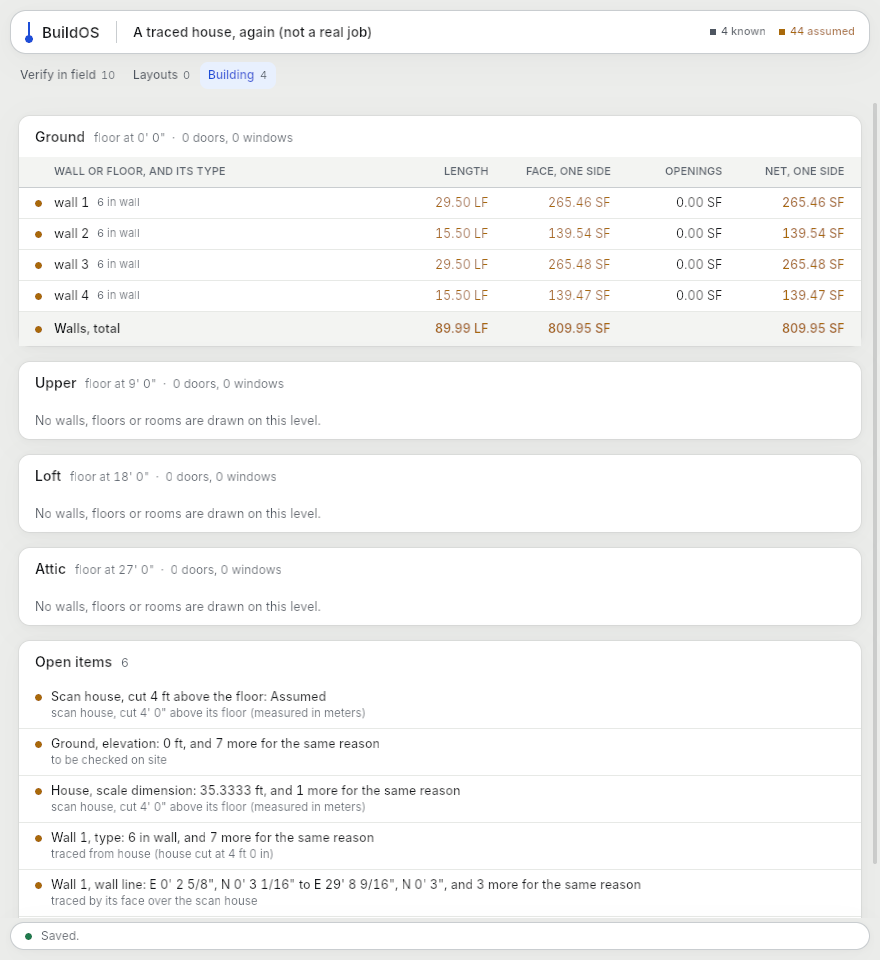 BuildOS A traced house, again (not a real job) 4 known 44 assumed
Verify in field 10 Layouts 0 Building 4
Ground floor at 0' 0" · 0 doors, 0 windows
WALL OR FLOOR, AND ITS TYPE LENGTH FACE, ONE SIDE OPENINGS NET, ONE SIDE
wall 1 6 in wall 29.50 LF 265.46 SF 0.00 SF 265.46 SF
wall 2 6 in wall 15.50 LF 139.54 SF 0.00 SF 139.54 SF
wall 3 6 in wall 29.50 LF 265.48 SF 0.00 SF 265.48 SF
wall 4 6 in wall 15.50 LF 139.47 SF 0.00 SF 139.47 SF
Walls, total 89.99 LF 809.95 SF 809.95 SF
Upper floor at 9' 0" · 0 doors, 0 windows
No walls, floors or rooms are drawn on this level.
Loft floor at 18' 0" · 0 doors, 0 windows
No walls, floors or rooms are drawn on this level.
Attic floor at 27' 0" · 0 doors, 0 windows
No walls, floors or rooms are drawn on this level.
Open items 6
Scan house, cut 4 ft above the floor: Assumed
scan house, cut 4' 0" above its floor (measured in meters)
Ground, elevation: 0 ft, and 7 more for the same reason
to be checked on site
House, scale dimension: 35.3333 ft, and 1 more for the same reason
scan house, cut 4' 0" above its floor (measured in meters)
Wall 1, type: 6 in wall, and 7 more for the same reason
traced from house (house cut at 4 ft 0 in)
Wall 1, wall line: E 0' 2 5/8", N 0' 3 1/16" to E 29' 8 9/16", N 0' 3", and 3 more for the same reason
traced by its face over the scan house
Saved.